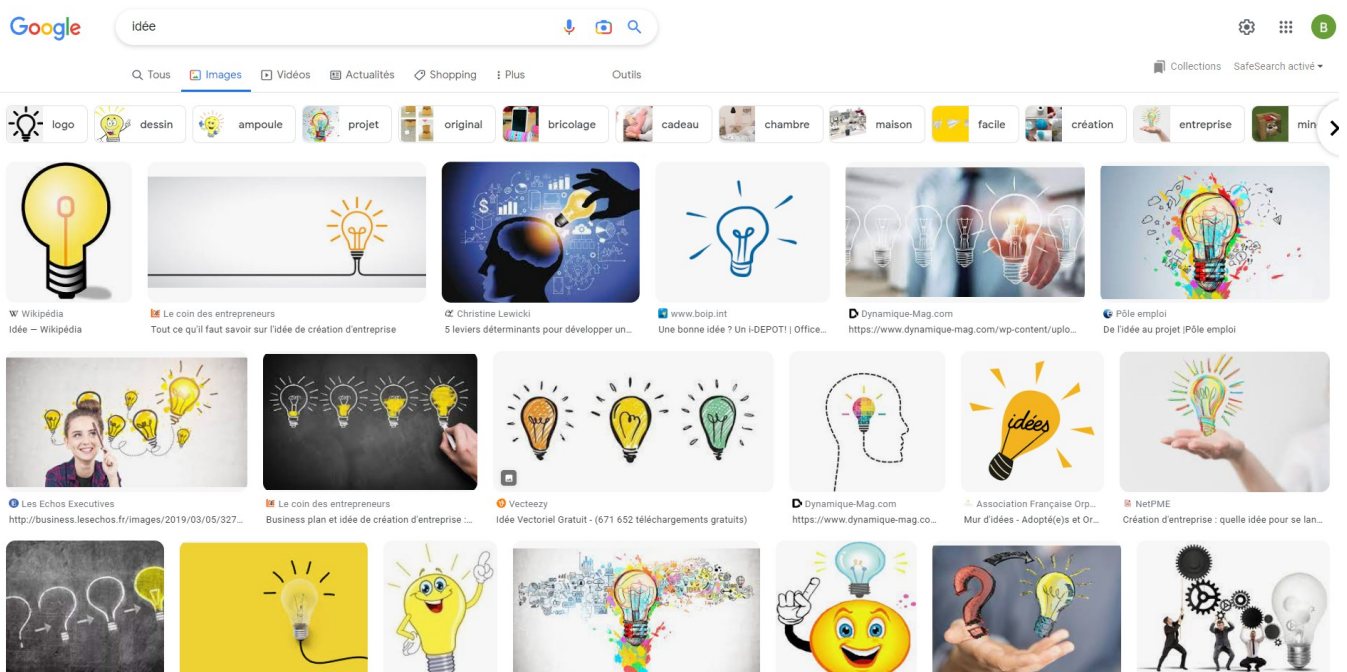 Google
idée
B
Tous Images Vidéos Actualités Shopping Plus Outils
Collections SafeSearch activé
logo dessin ampoule projet original bricolage cadeau chambre maison facile création entreprise min
W Wikipédia
Idée — Wikipédia
Le coin des entrepreneurs
Tout ce qu'il faut savoir sur l'idée de création d'entreprise
Christine Lewicki
5 leviers déterminants pour développer un...
www.boip.int
Une bonne idée ? Un i-DEPOT! | Office...
Dynamique-Mag.com
https://www.dynamique-mag.com/wp-content/uplo...
Pôle emploi
De l'idée au projet |Pôle emploi
idées
Les Echos Executives
http://business.lesechos.fr/images/2019/03/05/327...
Le coin des entrepreneurs
Business plan et idée de création d'entreprise :...
Vecteezy
Idée Vectoriel Gratuit - (671 652 téléchargements gratuits)
Dynamique-Mag.com
https://www.dynamique-mag.co...
Association Française Orp...
Mur d'idées - Adopté(e)s et Or...
NetPME
Création d'entreprise : quelle idée pour se lan...